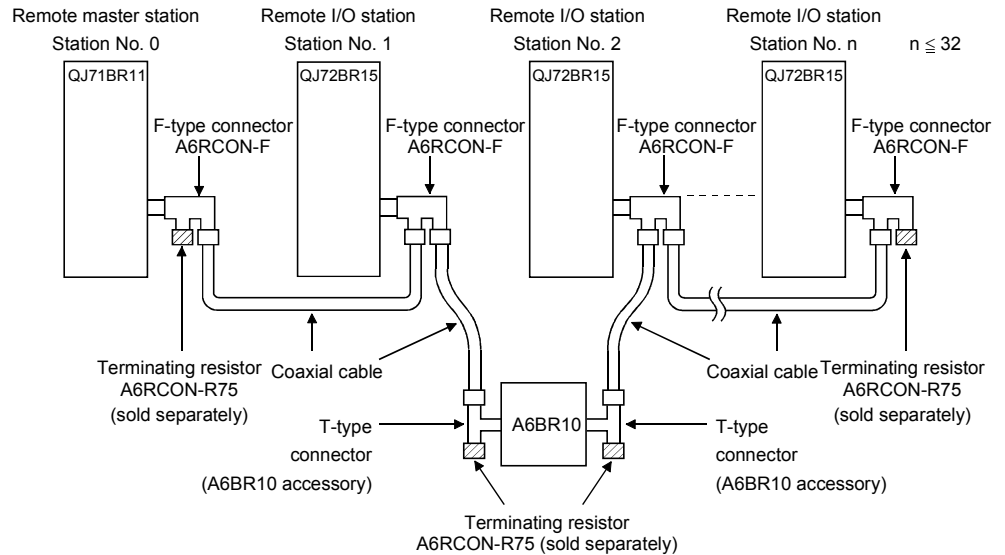 Remote master station
Station No. 0
Remote I/O station
Station No. 1
Remote I/O station
Station No. 2
Remote I/O station
Station No. n
n ≦ 32
QJ71BR11
QJ72BR15
QJ72BR15
QJ72BR15
F-type connector
A6RCON-F
F-type connector
A6RCON-F
F-type connector
A6RCON-F
F-type connector
A6RCON-F
Terminating resistor
A6RCON-R75
(sold separately)
Coaxial cable
Coaxial cable
Terminating resistor
A6RCON-R75
(sold separately)
T-type
connector
(A6BR10 accessory)
A6BR10
T-type
connector
(A6BR10 accessory)
Terminating resistor
A6RCON-R75 (sold separately)